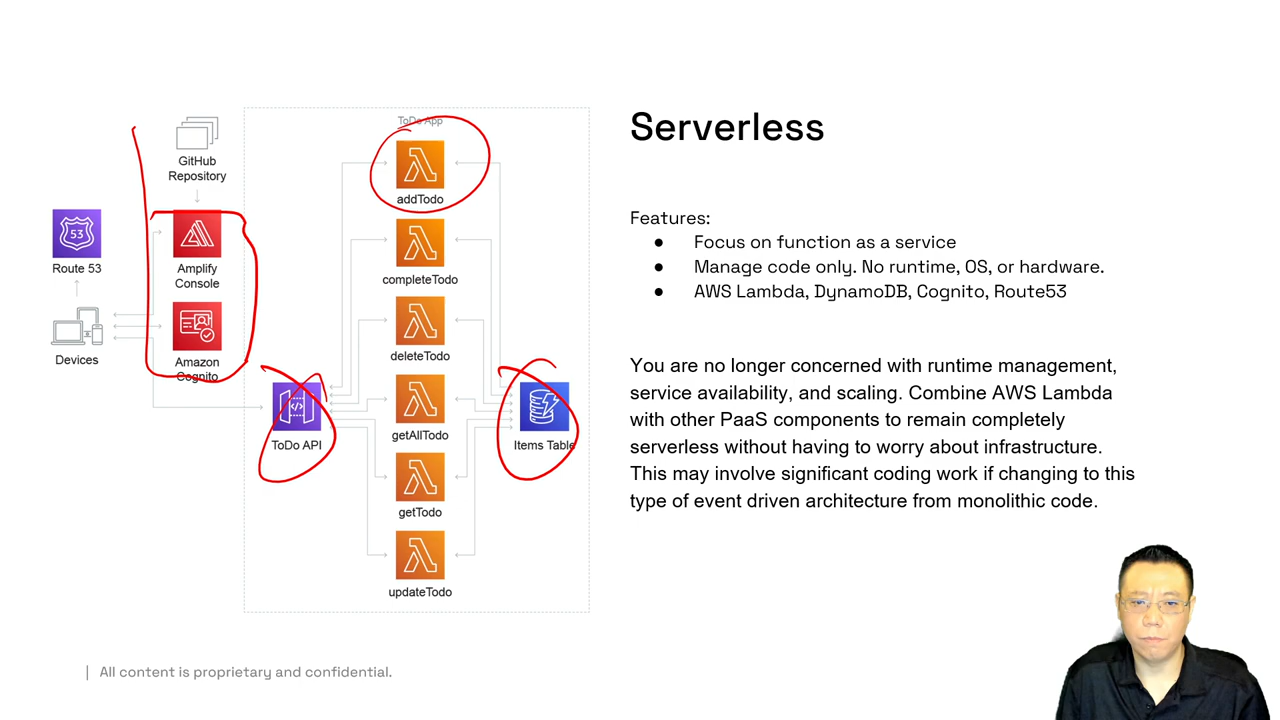 ToDo App
GitHub
Repository
addTodo
Serverless
53
Route 53
Amplify
Console
completeTodo
Features:
● Focus on function as a service
● Manage code only. No runtime, OS, or hardware.
● AWS Lambda, DynamoDB, Cognito, Route53
Devices
Amazon
Cognito
deleteTodo
You are no longer concerned with runtime management,
service availability, and scaling. Combine AWS Lambda
with other PaaS components to remain completely
serverless without having to worry about infrastructure.
This may involve significant coding work if changing to this
type of event driven architecture from monolithic code.
</>
ToDo API
getAllTodo
Items Table
getTodo
updateTodo
| All content is proprietary and confidential.